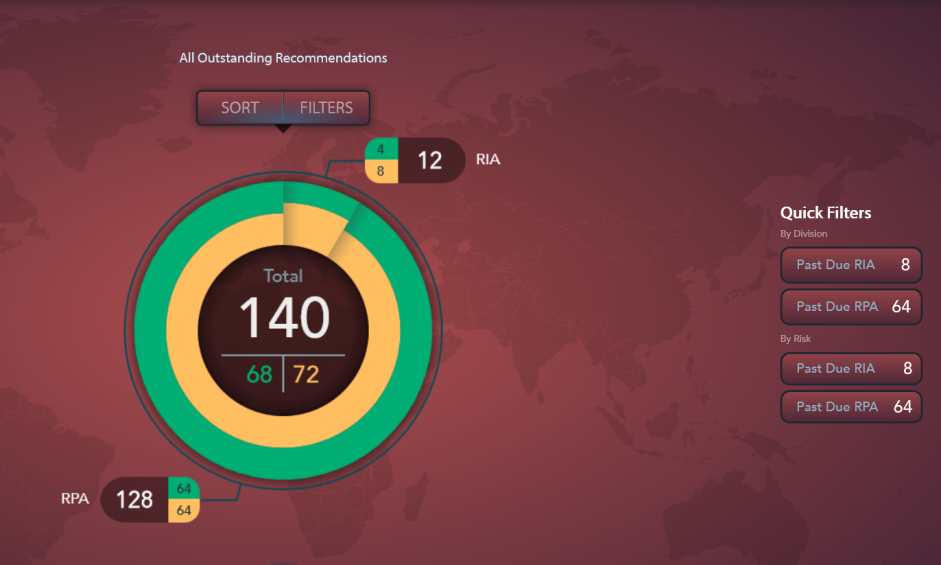 All Outstanding Recommendations
SORT FILTERS
4
8
12 RIA
Total
140
68 72
RPA 128
64
64
Quick Filters
By Division
Past Due RIA 8
Past Due RPA 64
By Risk
Past Due RIA 8
Past Due RPA 64